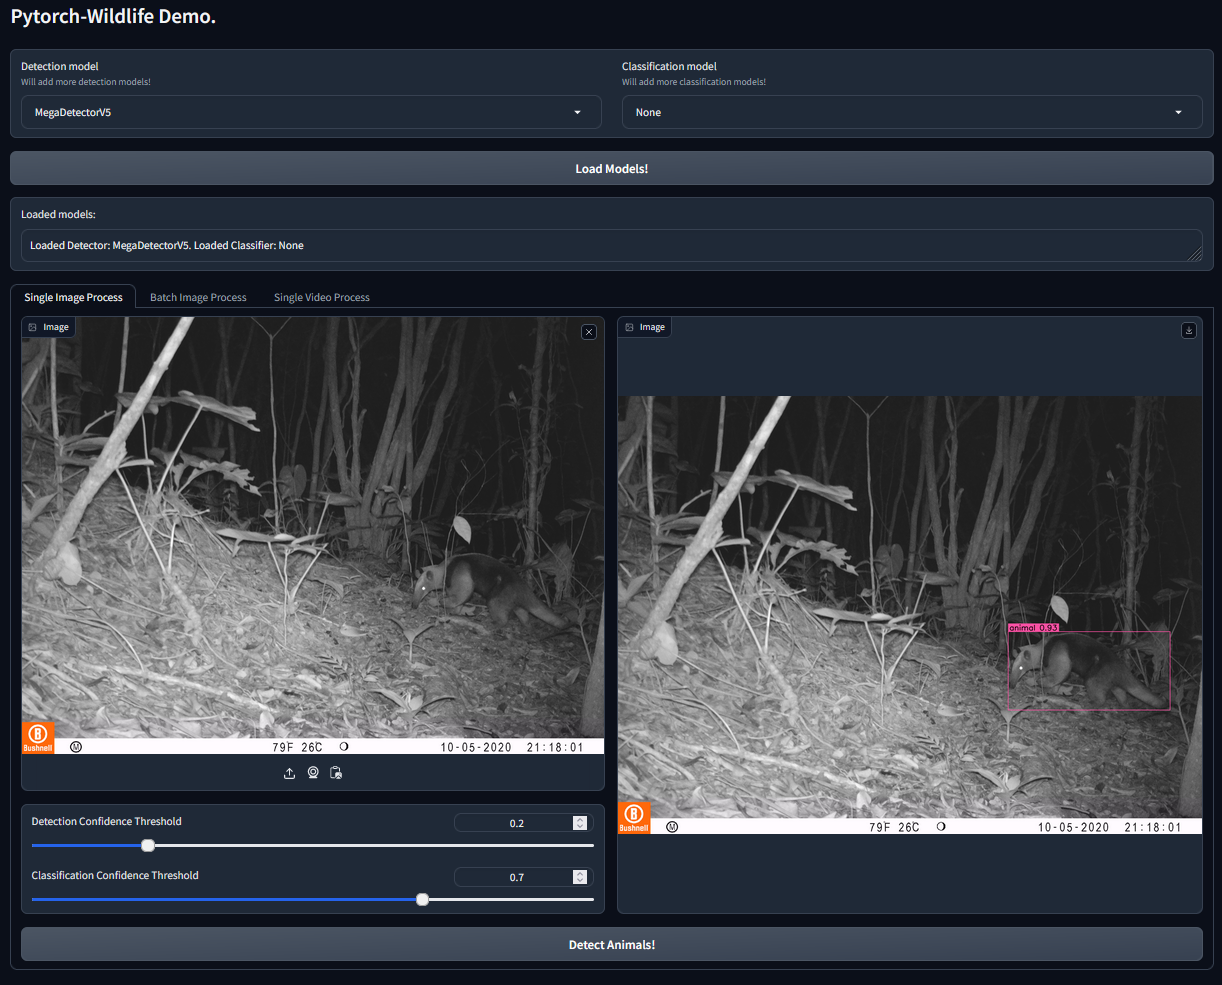 Pytorch-Wildlife Demo.
Detection model
Will add more detection models!
MegaDetectorV5
Classification model
Will add more classification models!
None
Load Models!
Loaded models:
Loaded Detector: MegaDetectorV5. Loaded Classifier: None
Single Image Process
Batch Image Process
Single Video Process
Image
B
Bushnell
M
79F 26C
10-05-2020 21:18:01
Detection Confidence Threshold
0.2
Classification Confidence Threshold
0.7
Image
animal 0.93
B
Bushnell
M
79F 26C
10-05-2020 21:18:01
Detect Animals!